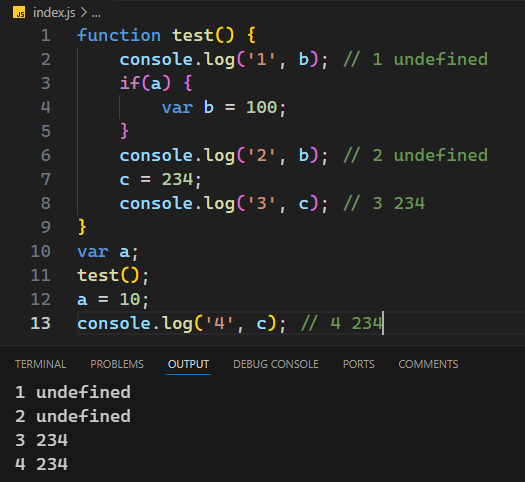 JS index.js > ...
1 function test() {
2     console.log('1', b); // 1 undefined
3     if(a) {
4         var b = 100;
5     }
6     console.log('2', b); // 2 undefined
7     c = 234;
8     console.log('3', c); // 3 234
9 }
10 var a;
11 test();
12 a = 10;
13 console.log('4', c); // 4 234
TERMINAL PROBLEMS OUTPUT DEBUG CONSOLE PORTS COMMENTS
1 undefined
2 undefined
3 234
4 234